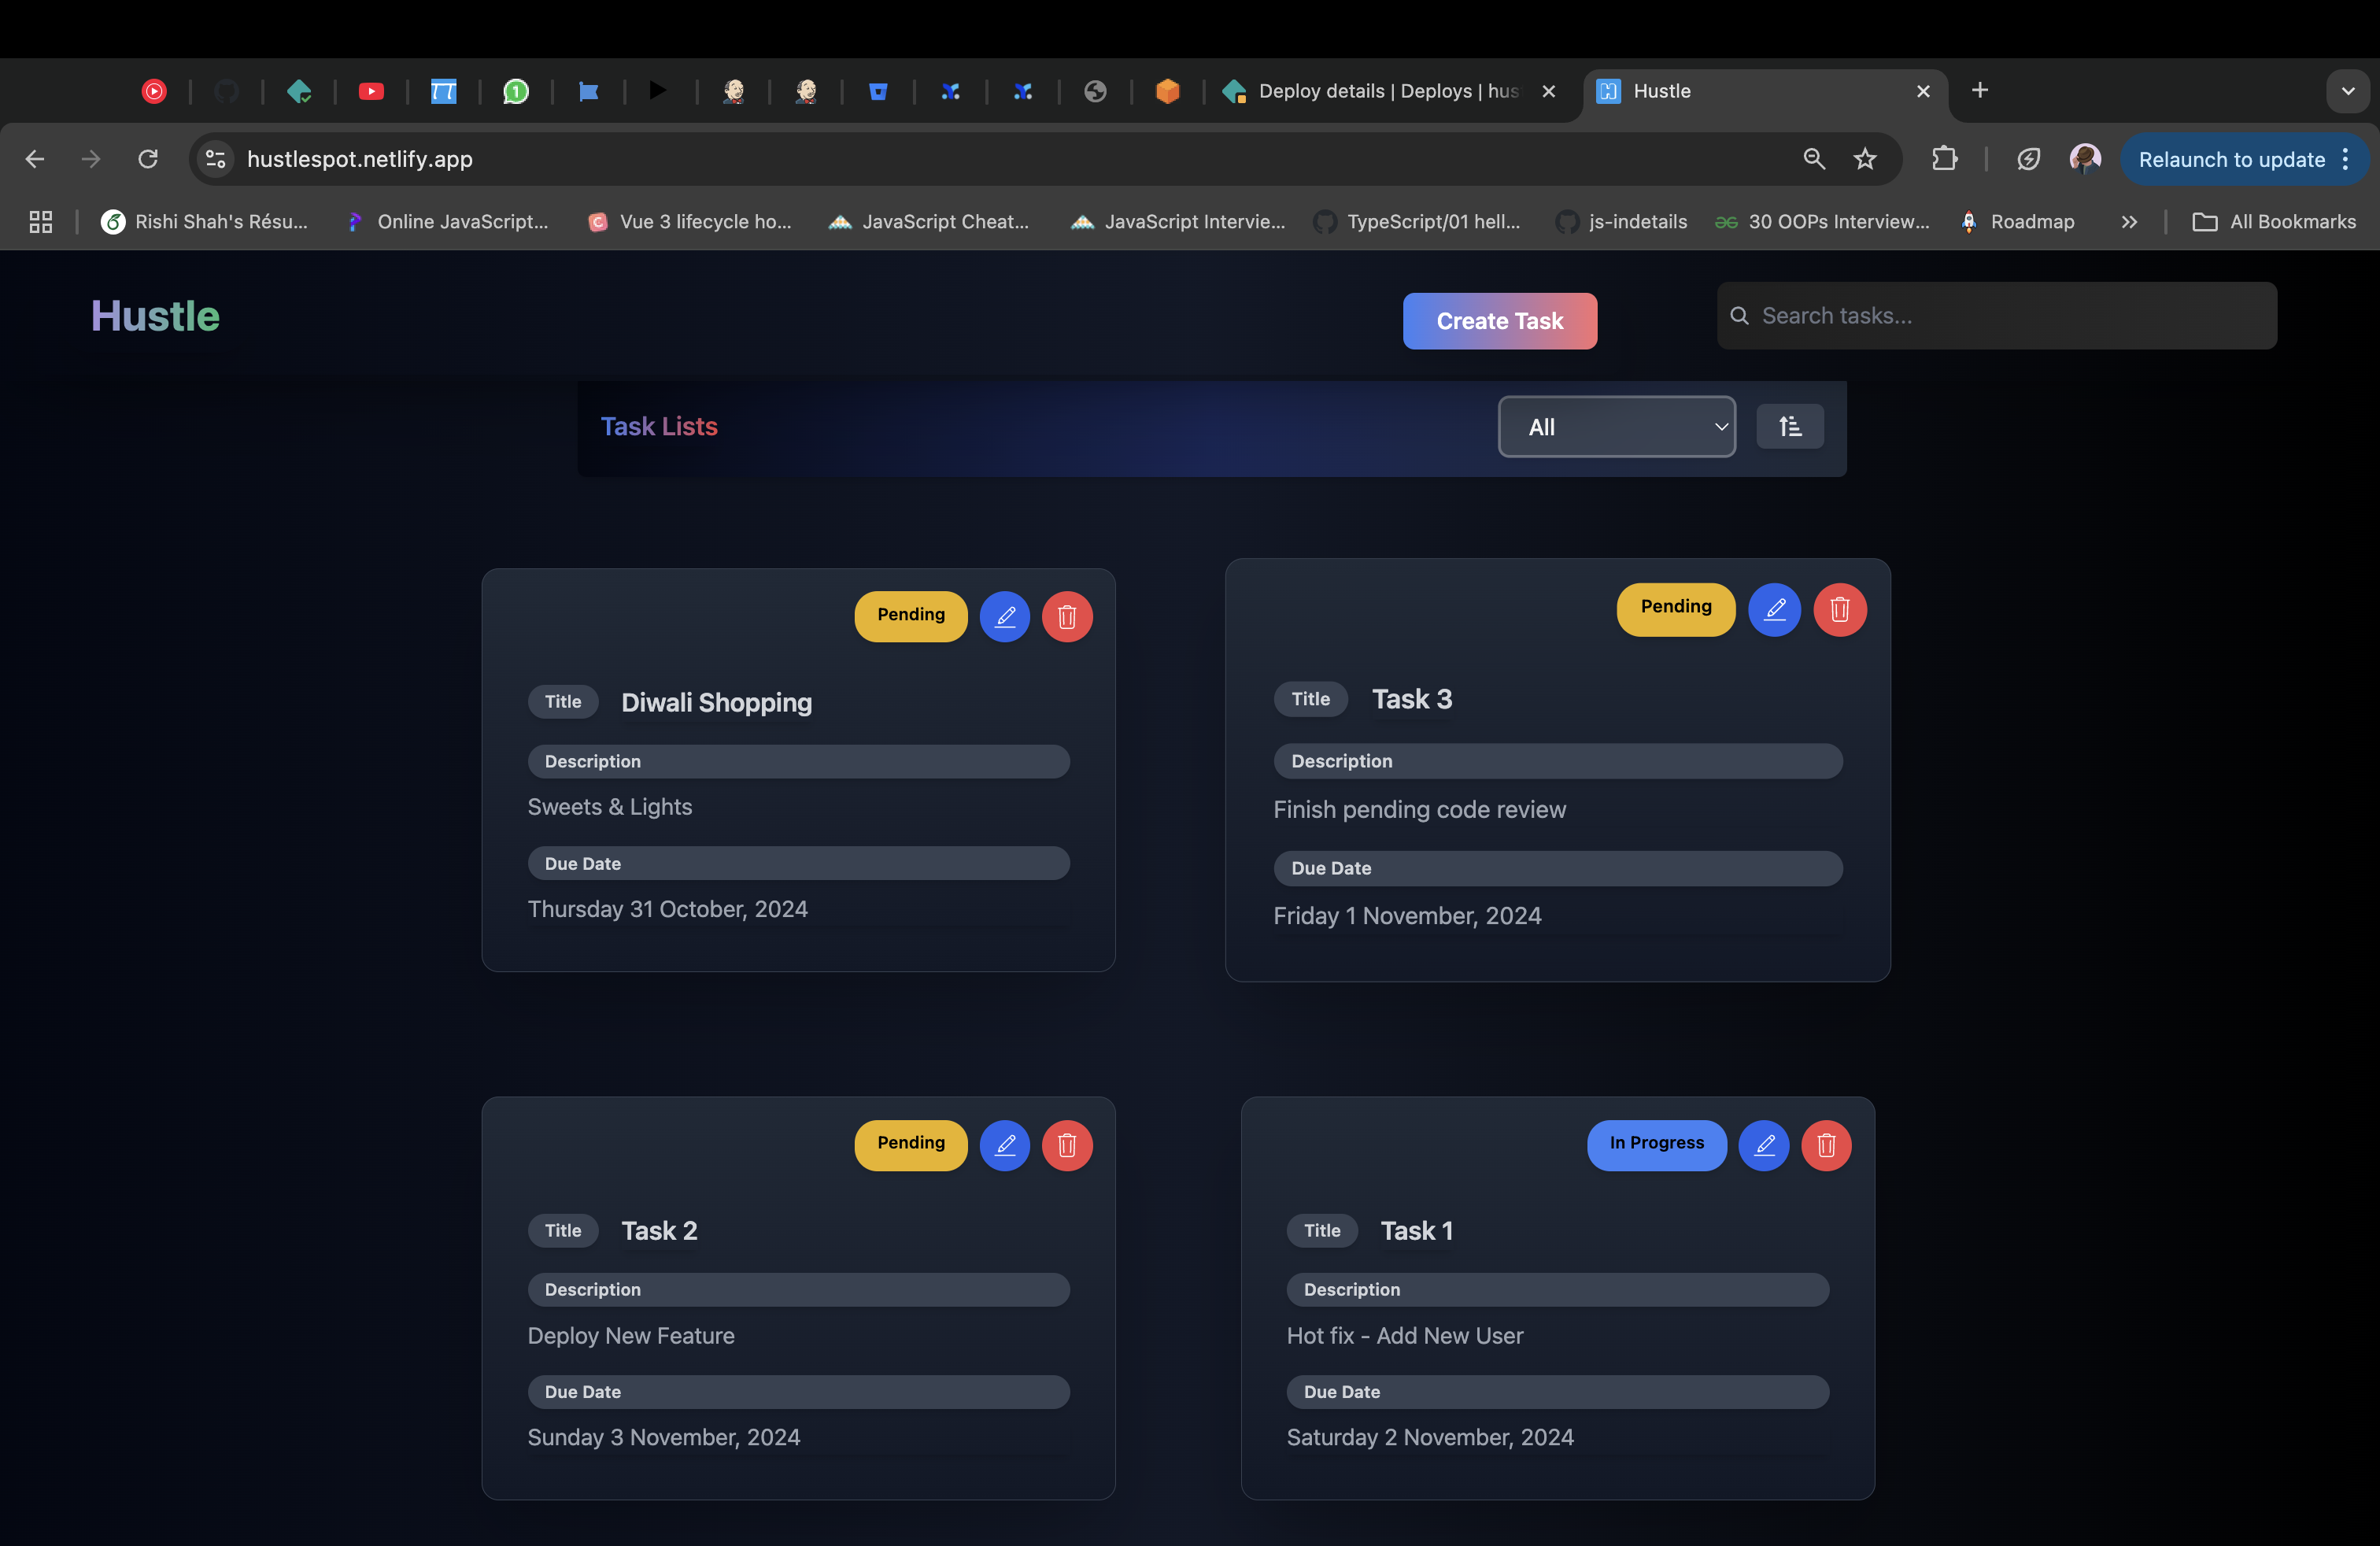 Deploy details | Deploys | hus
Hustle
hustlespot.netlify.app
Relaunch to update
Rishi Shah's Résu...
Online JavaScript...
Vue 3 lifecycle ho...
JavaScript Cheat...
JavaScript Intervie...
TypeScript/01 hell...
js-indetails
30 OOPs Interview...
Roadmap
All Bookmarks
Hustle
Create Task
Search tasks...
Task Lists
All
Pending
Title Diwali Shopping
Description
Sweets & Lights
Due Date
Thursday 31 October, 2024
Pending
Title Task 3
Description
Finish pending code review
Due Date
Friday 1 November, 2024
Pending
Title Task 2
Description
Deploy New Feature
Due Date
Sunday 3 November, 2024
In Progress
Title Task 1
Description
Hot fix - Add New User
Due Date
Saturday 2 November, 2024